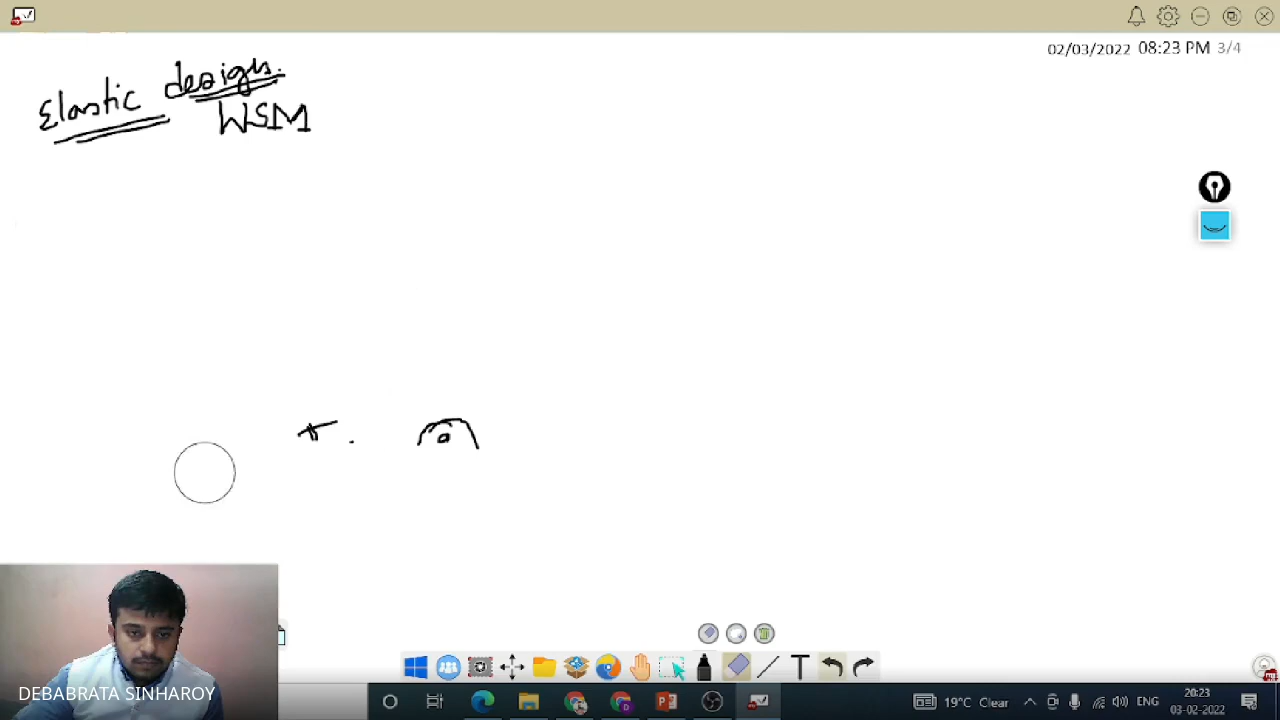 02/03/2022 08:23 PM 3/4
Elastic designs.
WSM
DEBABRATA SINHAROY
19°C Clear
ENG
20:23
03-02-2022